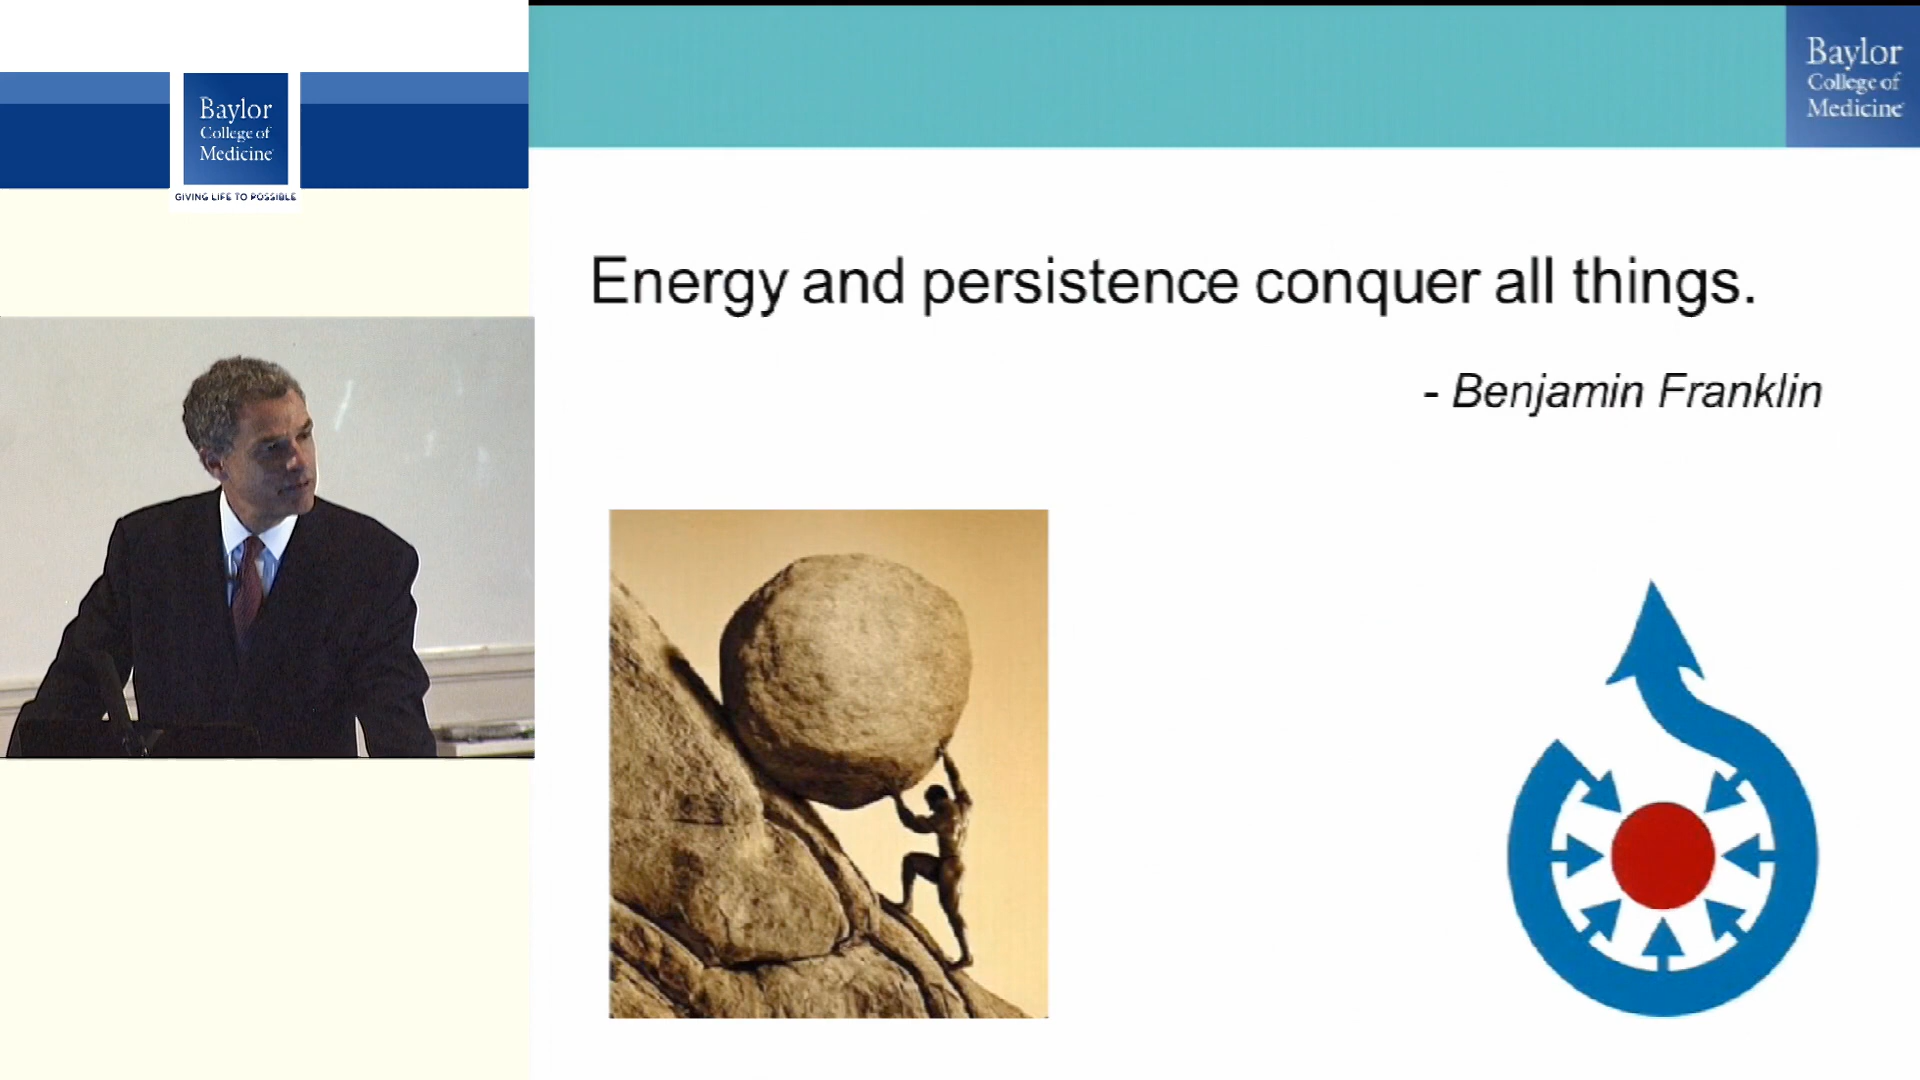 Baylor
College of
Medicine
GIVING LIFE TO POSSIBLE
Baylor
College of
Medicine
Energy and persistence conquer all things.
- Benjamin Franklin